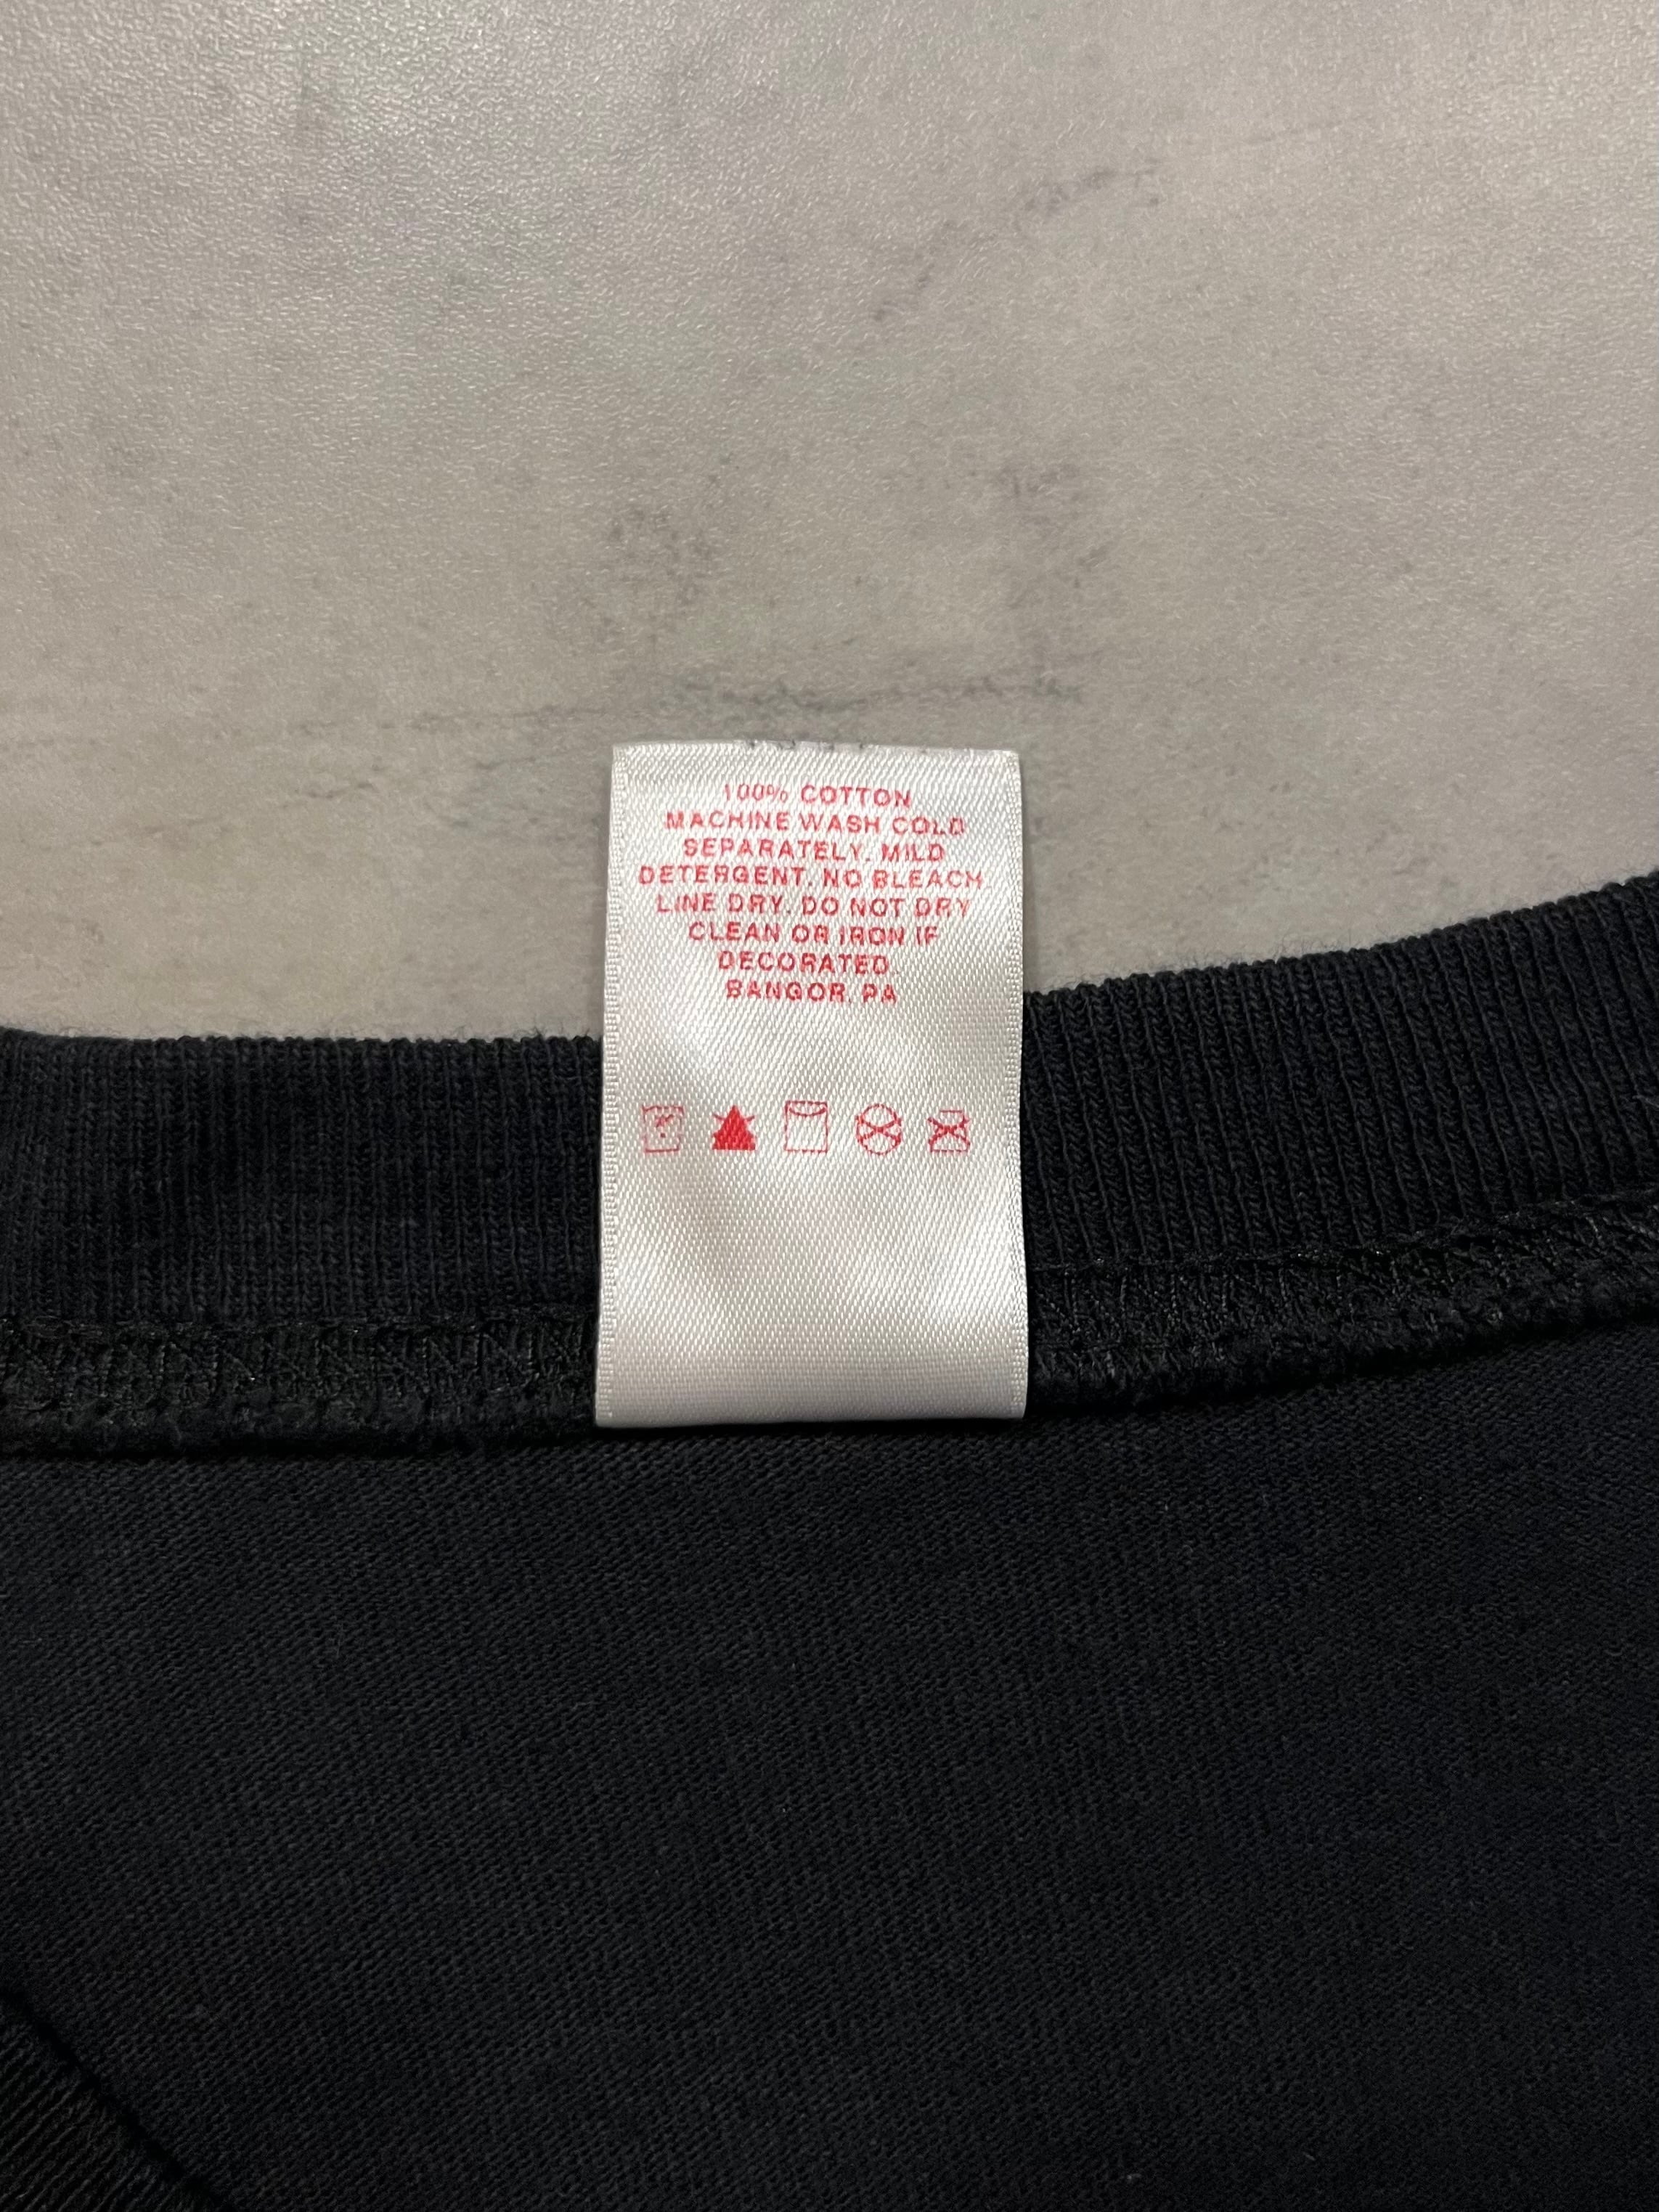 100% COTTON
MACHINE WASH COLD
SEPARATELY. MILD
DETERGENT. NO BLEACH
LINE DRY. DO NOT DRY
CLEAN OR IRON IF
DECORATED.
BANGOR, PA